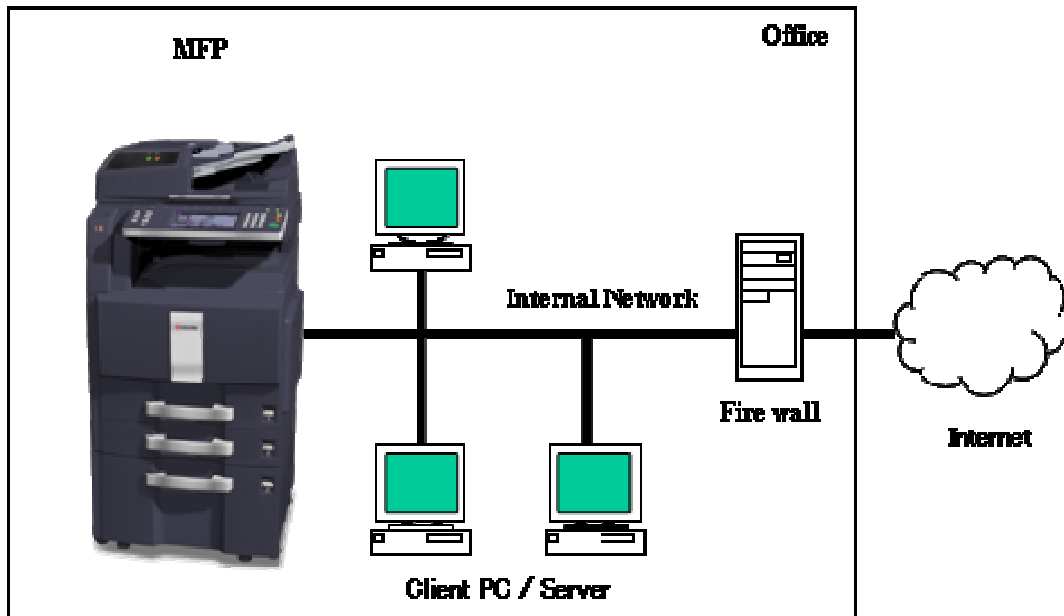 MFP
Office
Internal Network
Fire wall
Internet
Client PC / Server